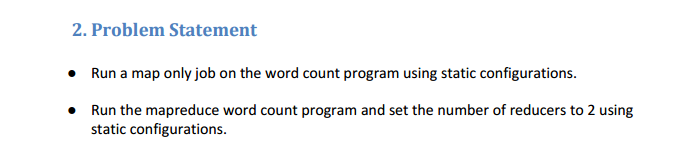 2. Problem Statement
● Run a map only job on the word count program using static configurations.
● Run the mapreduce word count program and set the number of reducers to 2 using
static configurations.